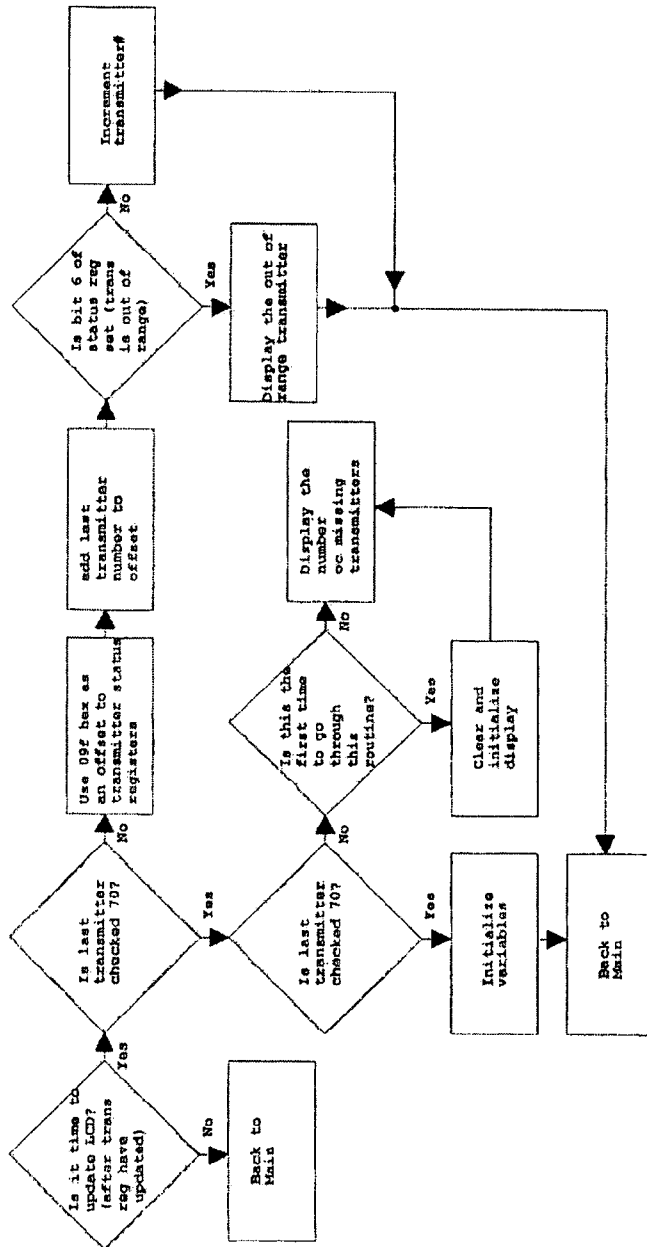 Is it time to
update LCD?
(after trans
reg have
updated)
Yes
No
Back to
Main
Is last
transmitter
checked 70?
No
Yes
Use 09f hex as
an offset to
transmitter status
registers
add last
transmitter
number to
offset
Is bit 6 of
status reg
set (trans
is out of
range)
No
Yes
Increment
transmitter#
Display the out of
range transmitter
Is last
transmitter
checked 70?
No
Yes
Is this the
first time
to go
through
this
routine?
No
Yes
Display the
number
oc missing
transmitters
Clear and
initialize
display
Initialize
variables
Back to
Main